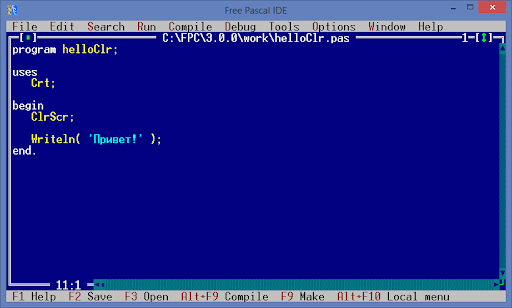 Free Pascal IDE
File Edit Search Run Compile Debug Tools Options Window Help
C:\FPC\3.0.0\work\helloClr.pas 1
program helloClr;
uses
Crt;
begin
ClrScr;
Writeln( 'Привет!' );
end.
11:1
F1 Help F2 Save F3 Open Alt+F9 Compile F9 Make Alt+F10 Local menu